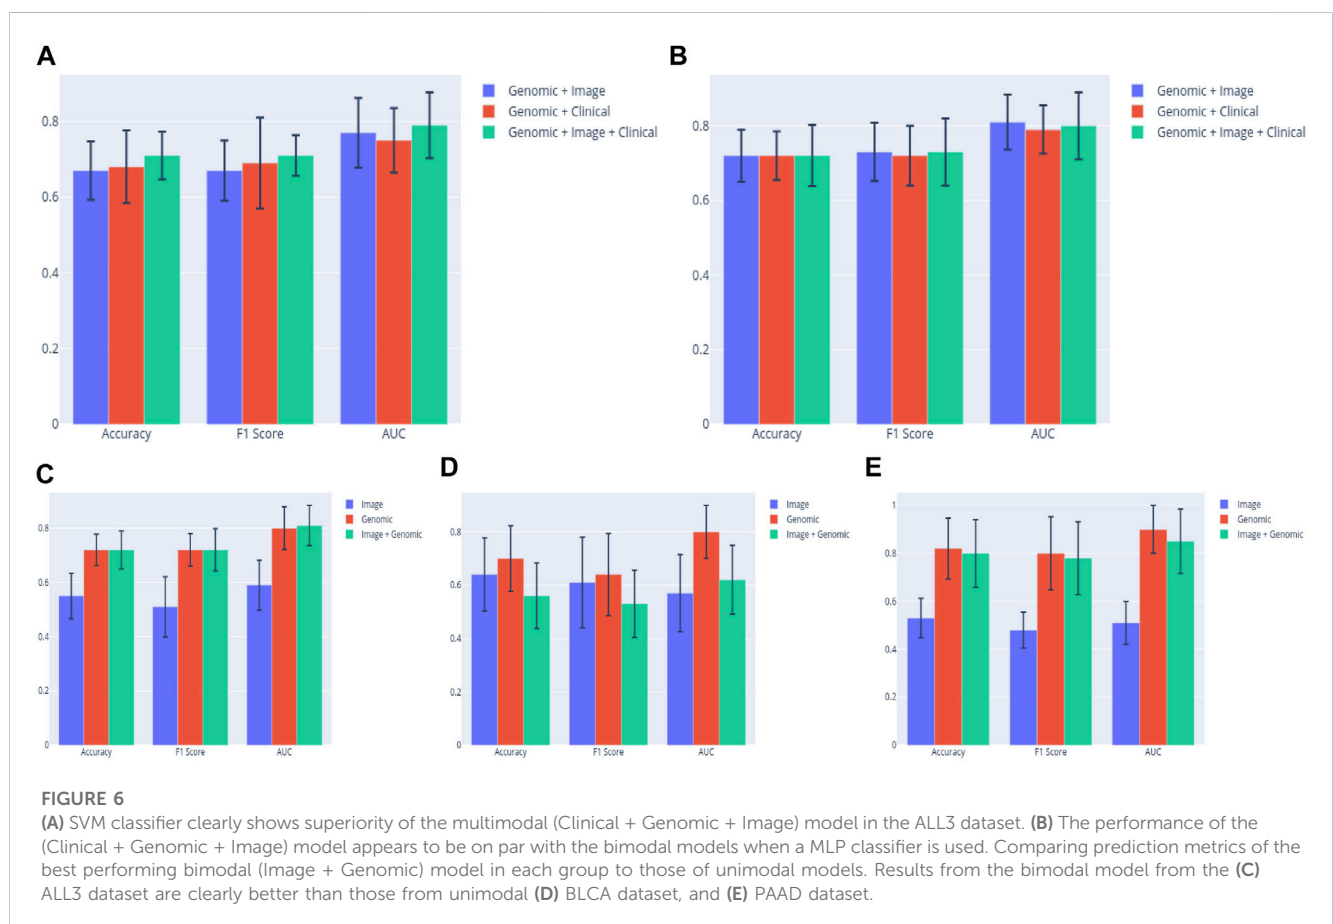 A
Genomic + Image
Genomic + Clinical
Genomic + Image + Clinical
0.8
0.6
0.4
0.2
0
Accuracy
F1 Score
AUC
B
Genomic + Image
Genomic + Clinical
Genomic + Image + Clinical
0.8
0.6
0.4
0.2
0
Accuracy
F1 Score
AUC
C
Image
Genomic
Image + Genomic
0.8
0.6
0.4
0.2
0
Accuracy
F1 Score
AUC
D
Image
Genomic
Image + Genomic
0.8
0.6
0.4
0.2
0
Accuracy
F1 Score
AUC
E
Image
Genomic
Image + Genomic
1
0.8
0.6
0.4
0.2
0
Accuracy
F1 Score
AUC
FIGURE 6
(A) SVM classifier clearly shows superiority of the multimodal (Clinical + Genomic + Image) model in the ALL3 dataset. (B) The performance of the
(Clinical + Genomic + Image) model appears to be on par with the bimodal models when a MLP classifier is used. Comparing prediction metrics of the
best performing bimodal (Image + Genomic) model in each group to those of unimodal models. Results from the bimodal model from the (C)
ALL3 dataset are clearly better than those from unimodal (D) BLCA dataset, and (E) PAAD dataset.